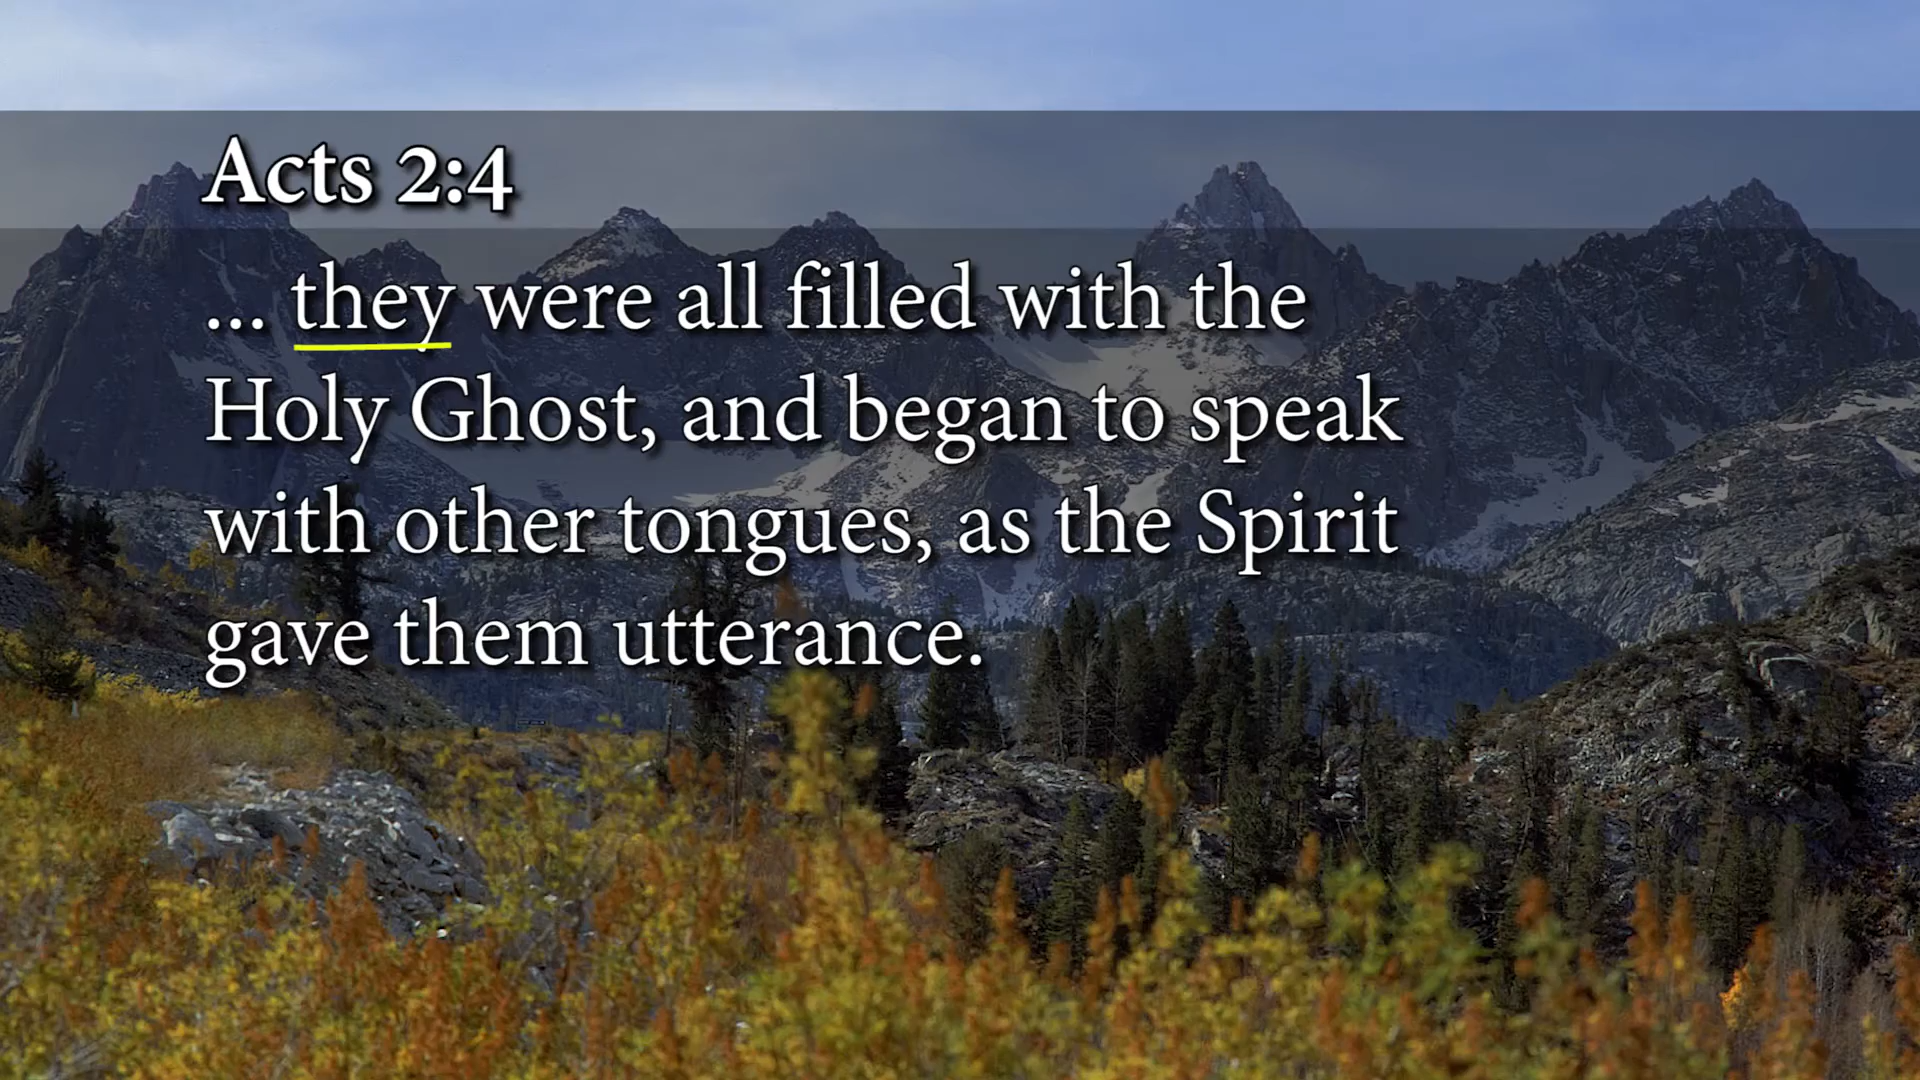 Acts 2:4
... they were all filled with the
Holy Ghost, and began to speak
with other tongues, as the Spirit
gave them utterance.